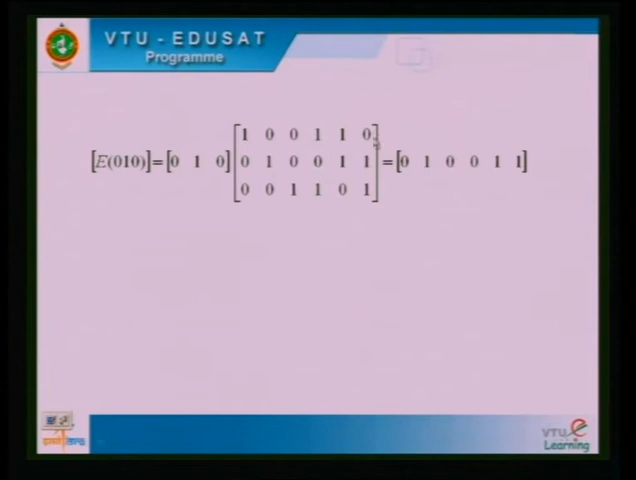 VTU - EDUSAT
Programme
1 0 0 1 1 0
[E(010)] = [0 1 0] 0 1 0 0 1 1 = [0 1 0 0 1 1]
0 0 1 1 0 1
VTU e
Learning